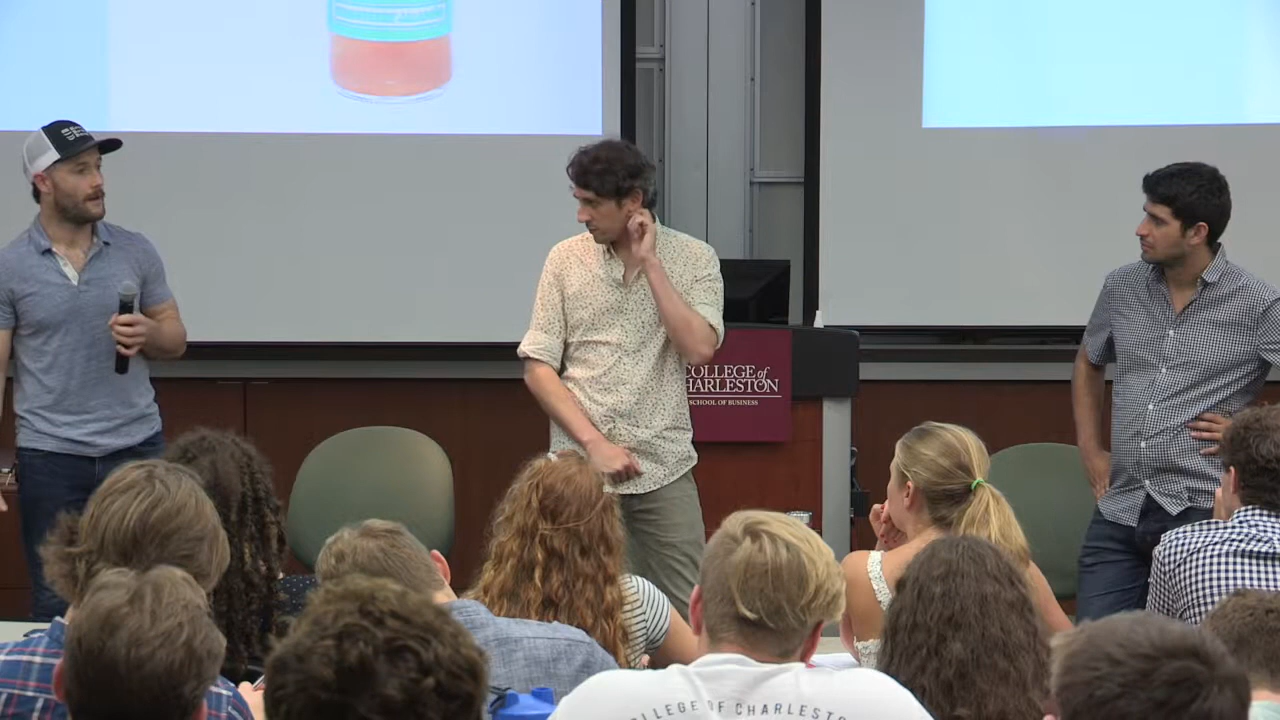 COLLEGE of
CHARLESTON
SCHOOL OF BUSINESS
OLLEGE OF CHARLESTO